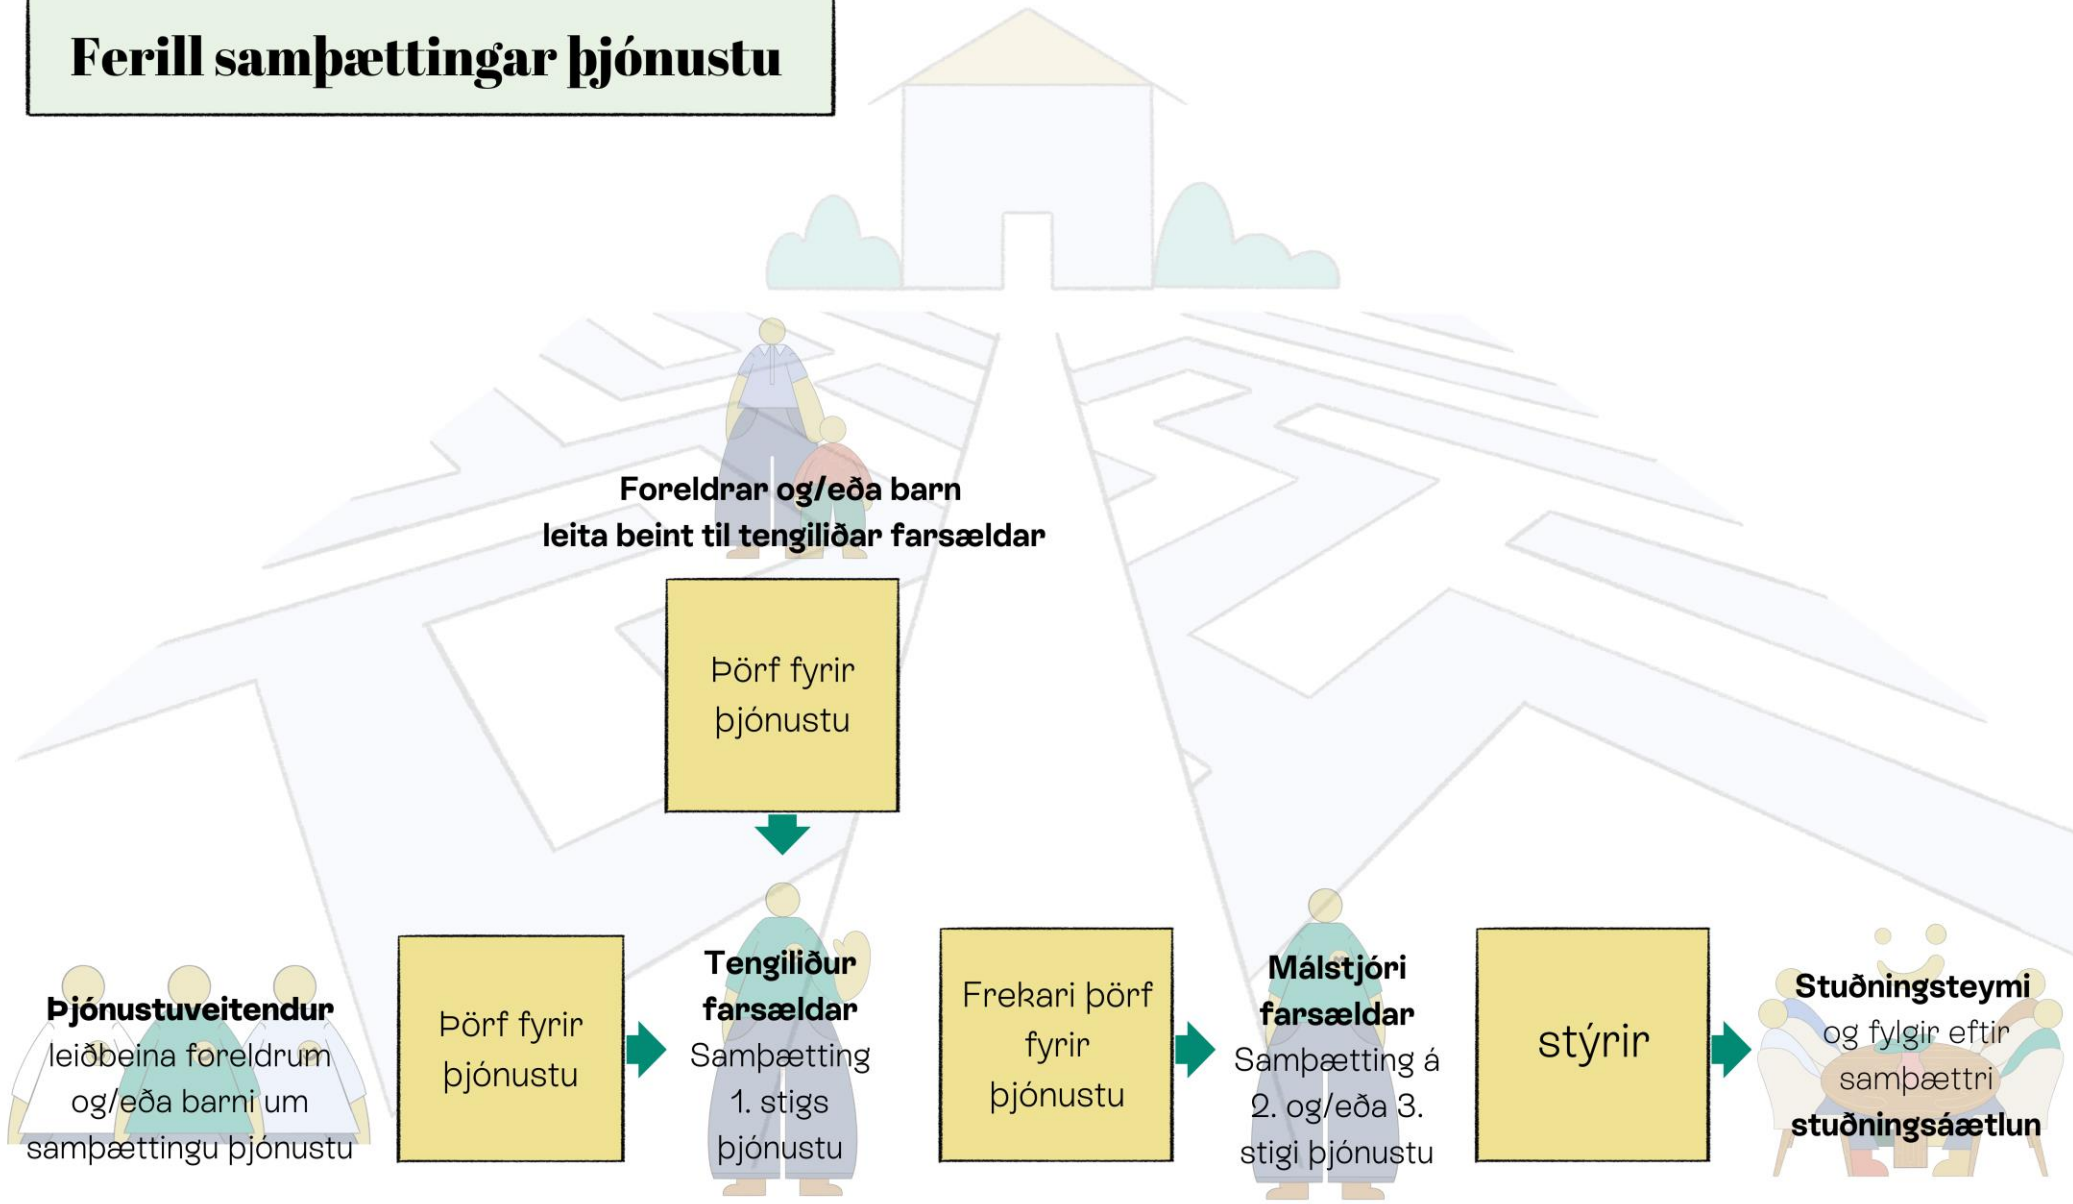 Ferill samþættingar þjónustu
Foreldrar og/eða barn
leita beint til tengiliðar farsældar
Þörf fyrir
þjónustu
Þjónustuveitendur
leiðbeina foreldrum
og/eða barni um
samþættingu þjónustu
Þörf fyrir
þjónustu
Tengiliður
farsældar
Samþætting
1. stigs
þjónustu
Frekari þörf
fyrir
þjónustu
Málstjóri
farsældar
Samþætting á
2. og/eða 3.
stigi þjónustu
stýrir
Stuðningsteymi
og fylgir eftir
samþættri
stuðningsáætlun